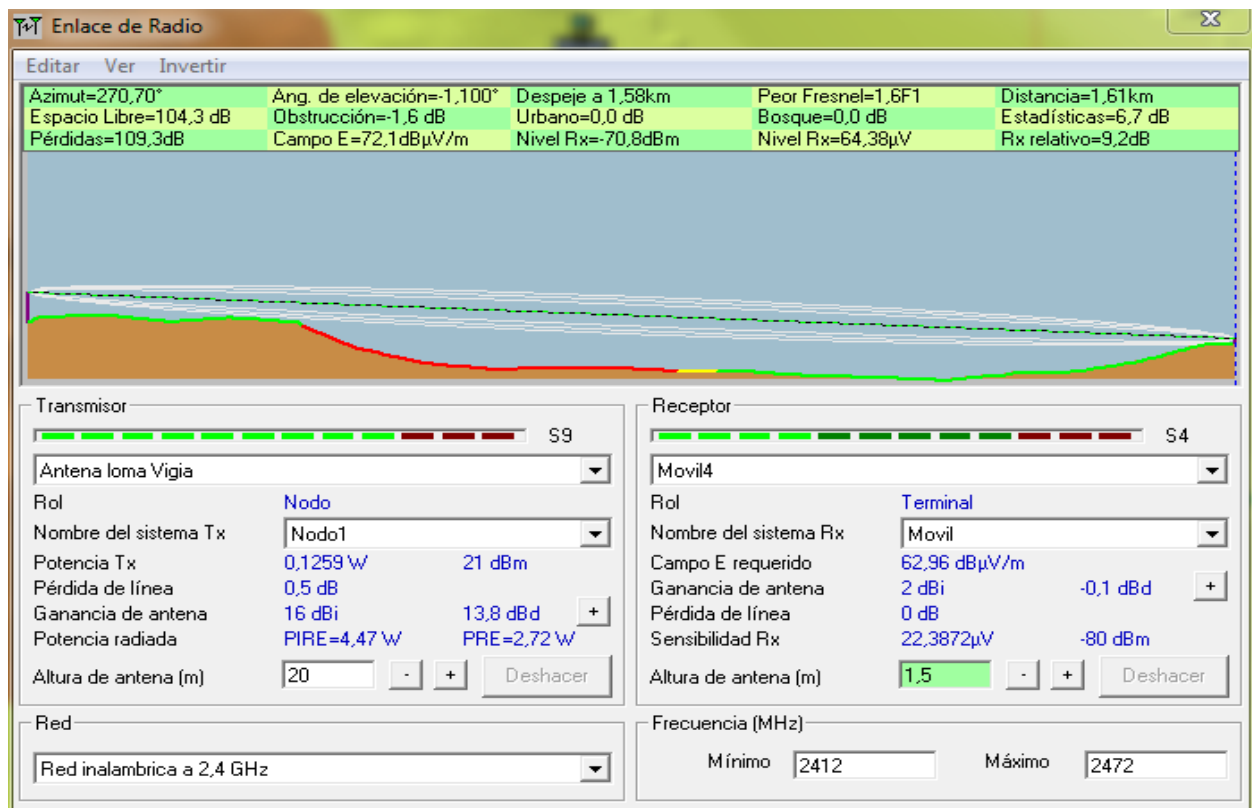 Enlace de Radio
Editar Ver Invertir
Azimut=270,70° Ang. de elevación=-1,100° Despeje a 1,58km Peor Fresnel=1,6F1 Distancia=1,61km
Espacio Libre=104,3 dB Obstrucción=-1,6 dB Urbano=0,0 dB Bosque=0,0 dB Estadísticas=6,7 dB
Pérdidas=109,3dB Campo E=72,1dBµV/m Nivel Rx=-70,8dBm Nivel Rx=64,38µV Rx relativo=9,2dB
Transmisor
S9
Antena loma Vigia
Rol Nodo
Nombre del sistema Tx Nodo1
Potencia Tx 0,1259 W 21 dBm
Pérdida de línea 0,5 dB
Ganancia de antena 16 dBi 13,8 dBd +
Potencia radiada PIRE=4,47 W PRE=2,72 W
Altura de antena (m) 20 - + Deshacer
Receptor
S4
Movil4
Rol Terminal
Nombre del sistema Rx Movil
Campo E requerido 62,96 dBµV/m
Ganancia de antena 2 dBi -0,1 dBd +
Pérdida de línea 0 dB
Sensibilidad Rx 22,3872µV -80 dBm
Altura de antena (m) 1,5 - + Deshacer
Red
Red inalambrica a 2,4 GHz
Frecuencia (MHz)
Mínimo 2412 Máximo 2472